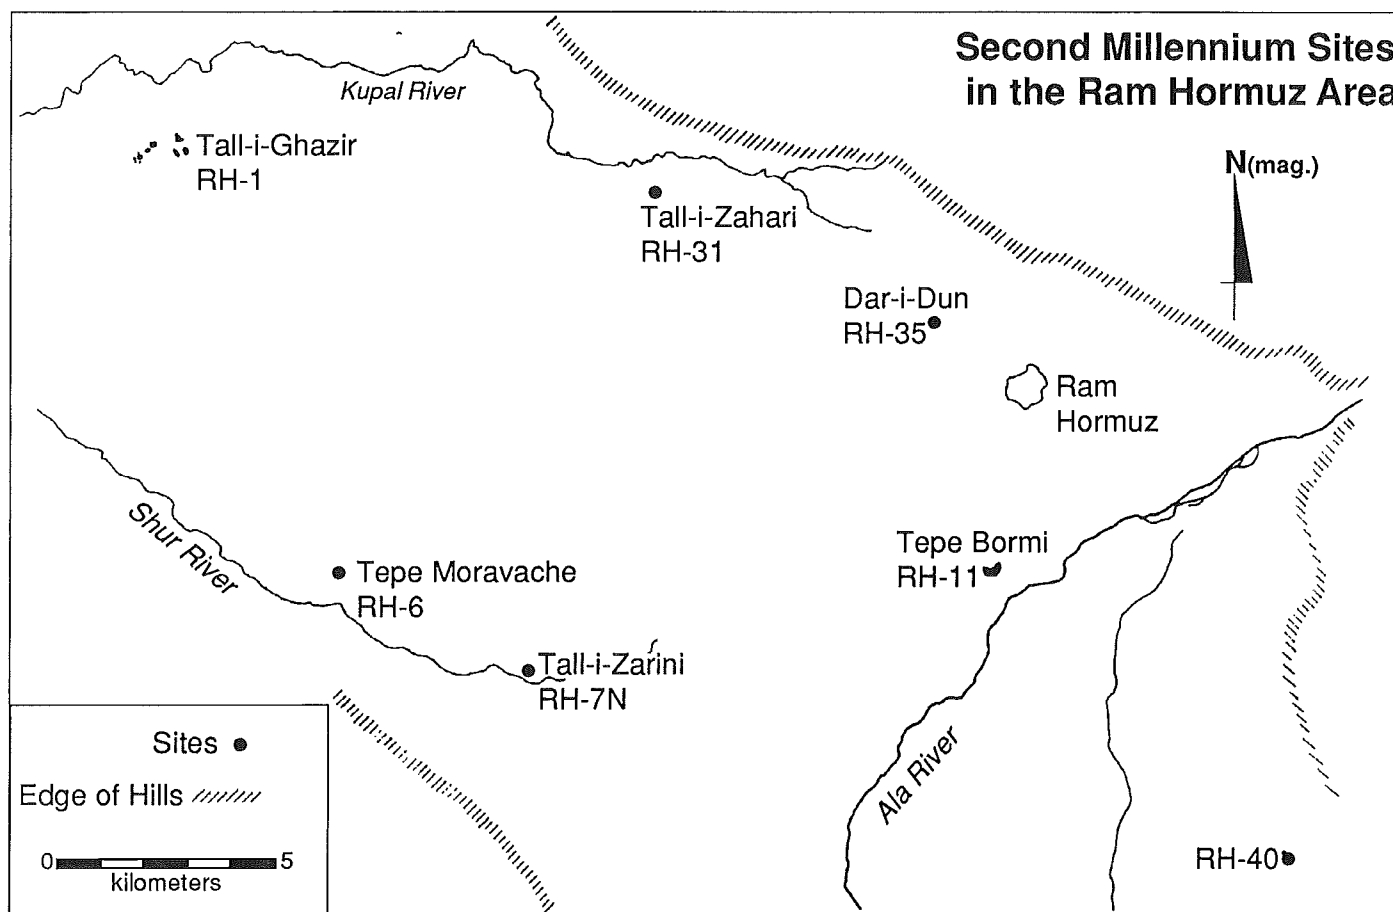 Second Millennium Sites
in the Ram Hormuz Area
Kupal River
Tall-i-Ghazir
RH-1
N(mag.)
Tall-i-Zahari
RH-31
Dar-i-Dun
RH-35
Ram
Hormuz
Shur River
Tepe Bormi
RH-11
Tepe Moravache
RH-6
Tall-i-Zarini
RH-7N
Ala River
Sites
Edge of Hills
0 5
kilometers
RH-40